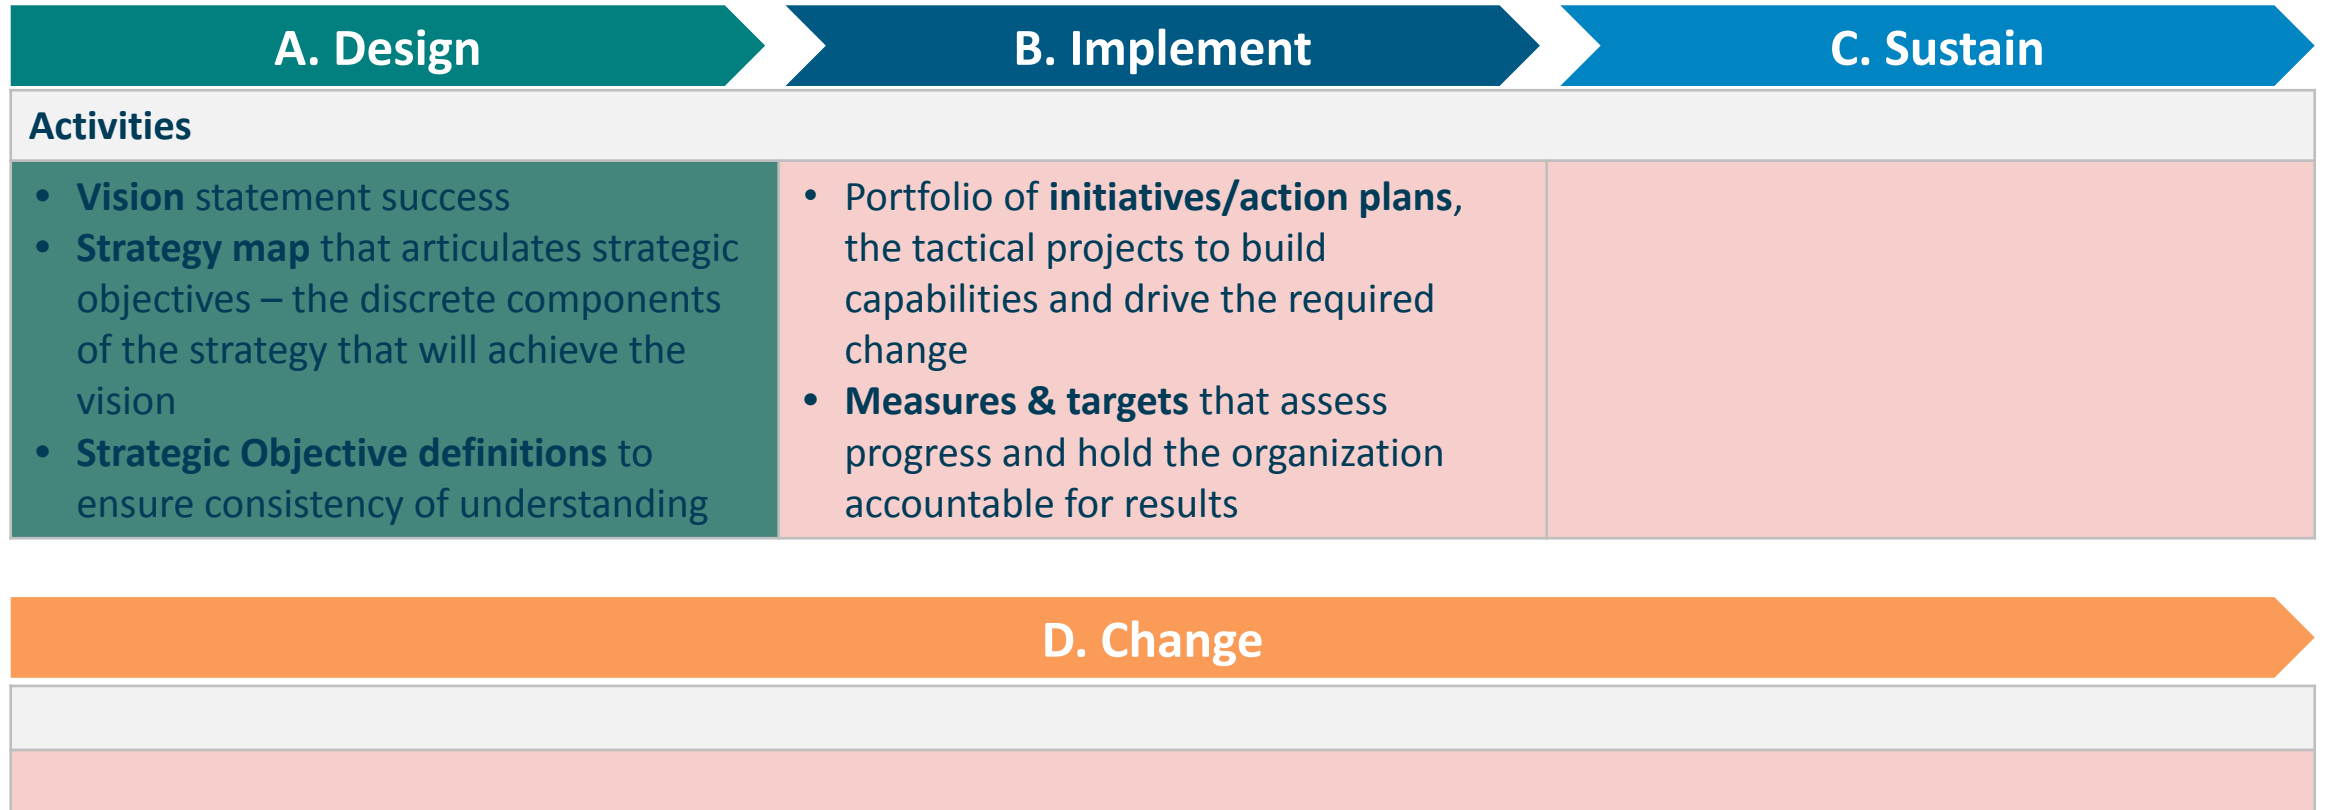 A. Design
B. Implement
C. Sustain
Activities
• Vision statement success
• Strategy map that articulates strategic
objectives – the discrete components
of the strategy that will achieve the
vision
• Strategic Objective definitions to
ensure consistency of understanding
• Portfolio of initiatives/action plans,
the tactical projects to build
capabilities and drive the required
change
• Measures & targets that assess
progress and hold the organization
accountable for results
D. Change